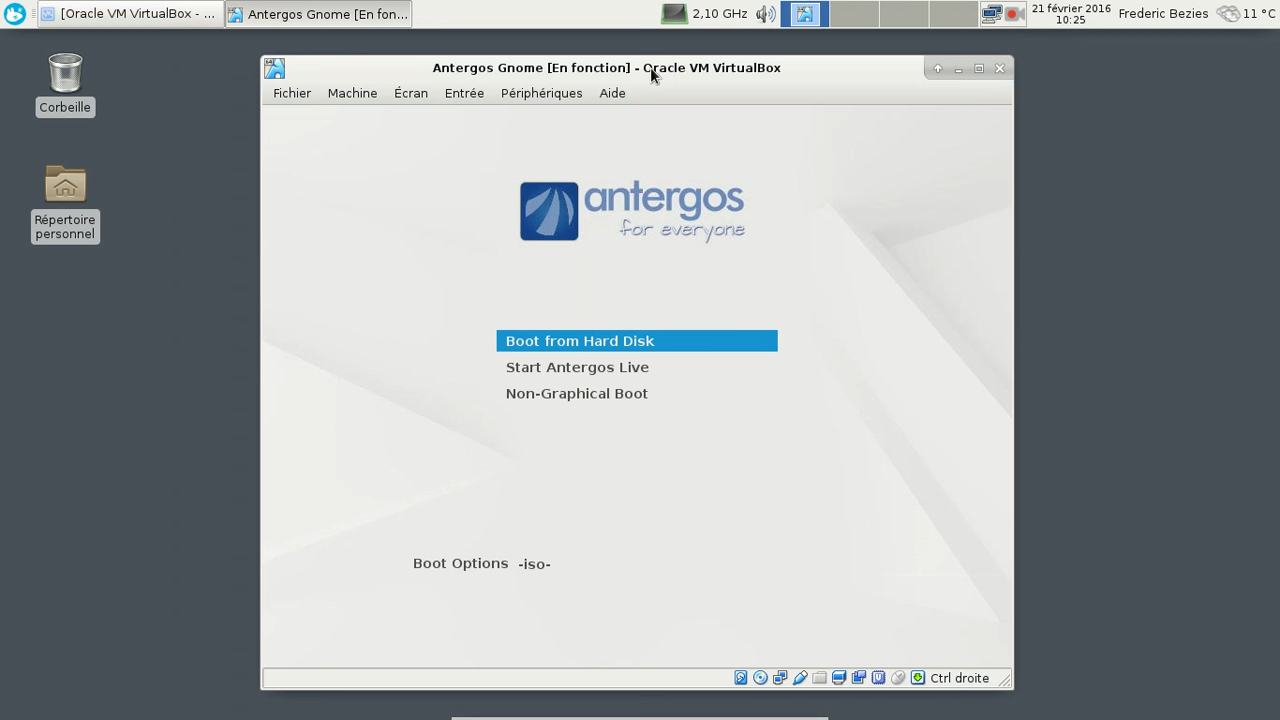 [Oracle VM VirtualBox - ...
Antergos Gnome [En fon...
2,10 GHz
21 février 2016
10:25
Frederic Bezies
11 °C
Corbeille
Répertoire
personnel
Antergos Gnome [En fonction] - Oracle VM VirtualBox
Fichier Machine Écran Entrée Périphériques Aide
antergos
for everyone
Boot from Hard Disk
Start Antergos Live
Non-Graphical Boot
Boot Options -iso-
Ctrl droite